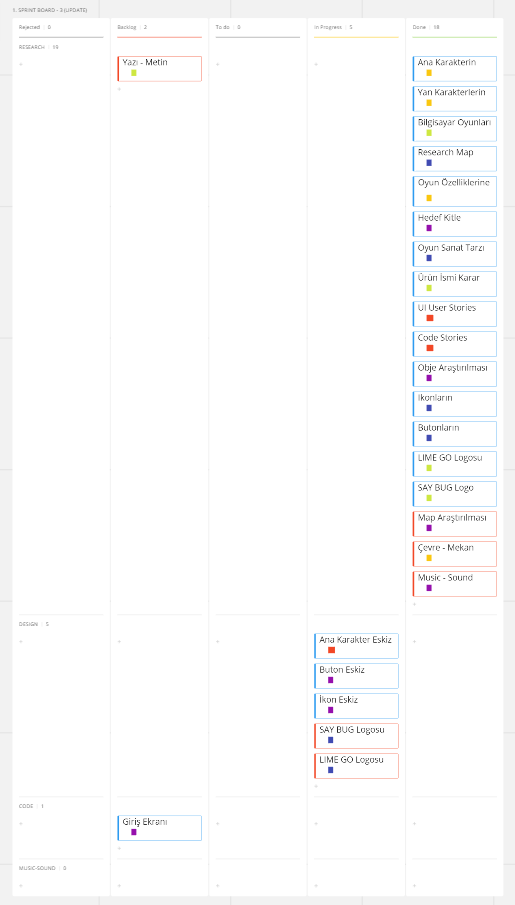 1. SPRINT BOARD - 3 (UPDATE)
Rejected | 0
Backlog | 2
To do | 0
In Progress | 5
Done | 18
RESEARCH | 19
Yazı - Metin
Ana Karakterin
Yan Karakterlerin
Bilgisayar Oyunları
Research Map
Oyun Özelliklerine
Hedef Kitle
Oyun Sanat Tarzı
Ürün İsmi Karar
UI User Stories
Code Stories
Obje Araştırılması
İkonların
Butonların
LIME GO Logosu
SAY BUG Logo
Map Araştırılması
Çevre - Mekan
Music - Sound
DESIGN | 5
Ana Karakter Eskiz
Buton Eskiz
İkon Eskiz
SAY BUG Logosu
LIME GO Logosu
CODE | 1
Giriş Ekranı
MUSIC-SOUND | 0